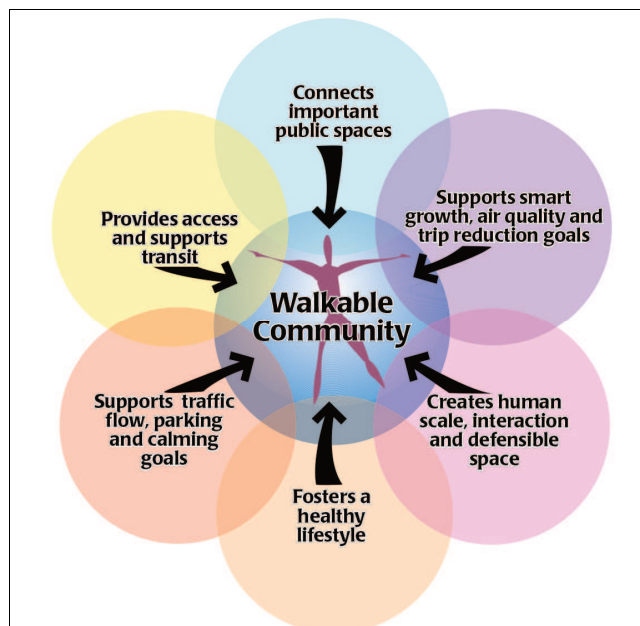 Connects
important
public spaces
Supports smart
growth, air quality and
trip reduction goals
Provides access
and supports
transit
Walkable
Community
Supports traffic
flow, parking
and calming
goals
Creates human
scale, interaction
and defensible
space
Fosters a
healthy
lifestyle